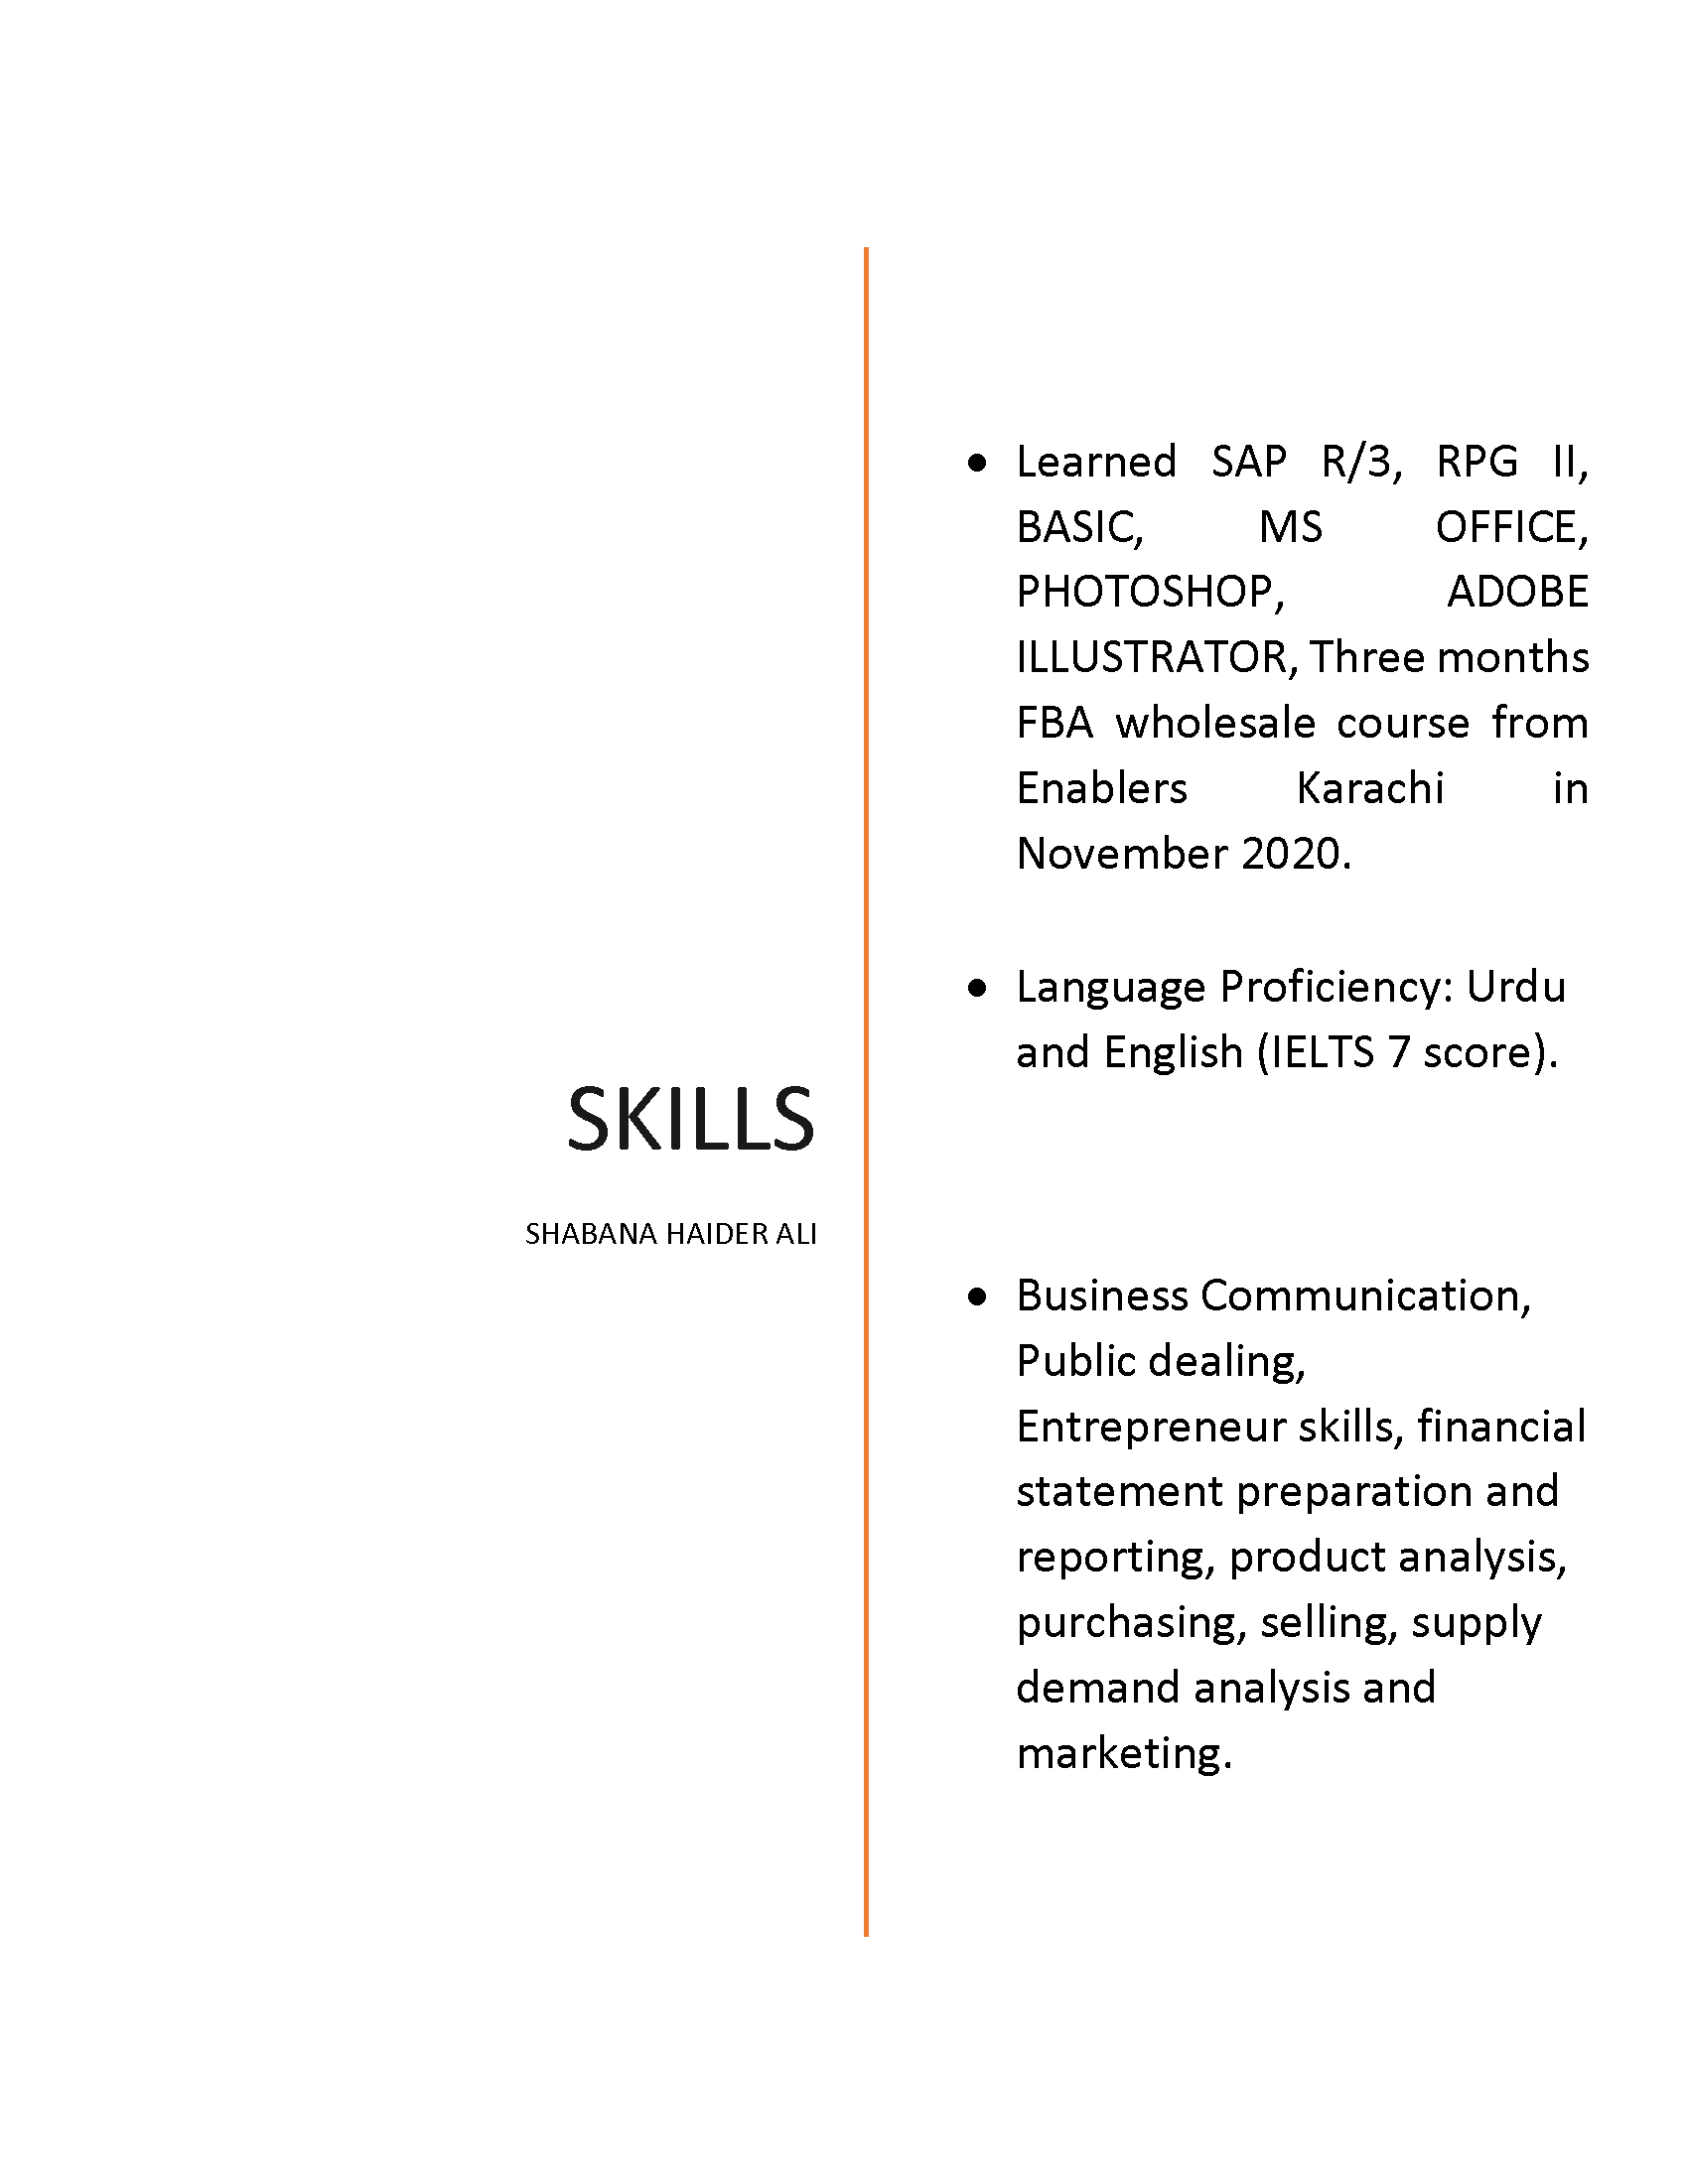 SKILLS
SHABANA HAIDER ALI
• Learned SAP R/3, RPG II,
BASIC, MS OFFICE,
PHOTOSHOP, ADOBE
ILLUSTRATOR, Three months
FBA wholesale course from
Enablers Karachi in
November 2020.
• Language Proficiency: Urdu
and English (IELTS 7 score).
• Business Communication,
Public dealing,
Entrepreneur skills, financial
statement preparation and
reporting, product analysis,
purchasing, selling, supply
demand analysis and
marketing.